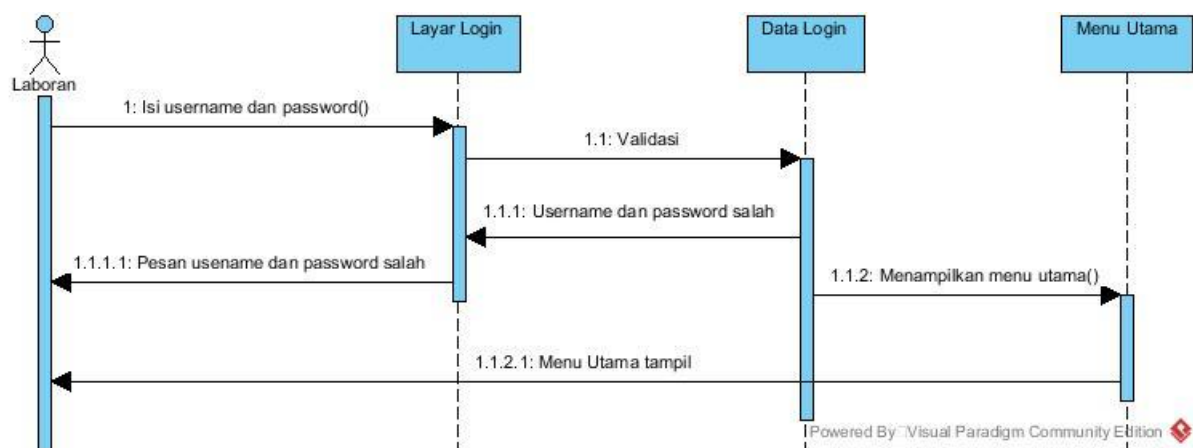 Layar Login
Data Login
Menu Utama
Laboran
1: Isi username dan password()
1.1: Validasi
1.1.1: Username dan password salah
1.1.1.1: Pesan usename dan password salah
1.1.2: Menampilkan menu utama()
1.1.2.1: Menu Utama tampil
Powered By Visual Paradigm Community Edition